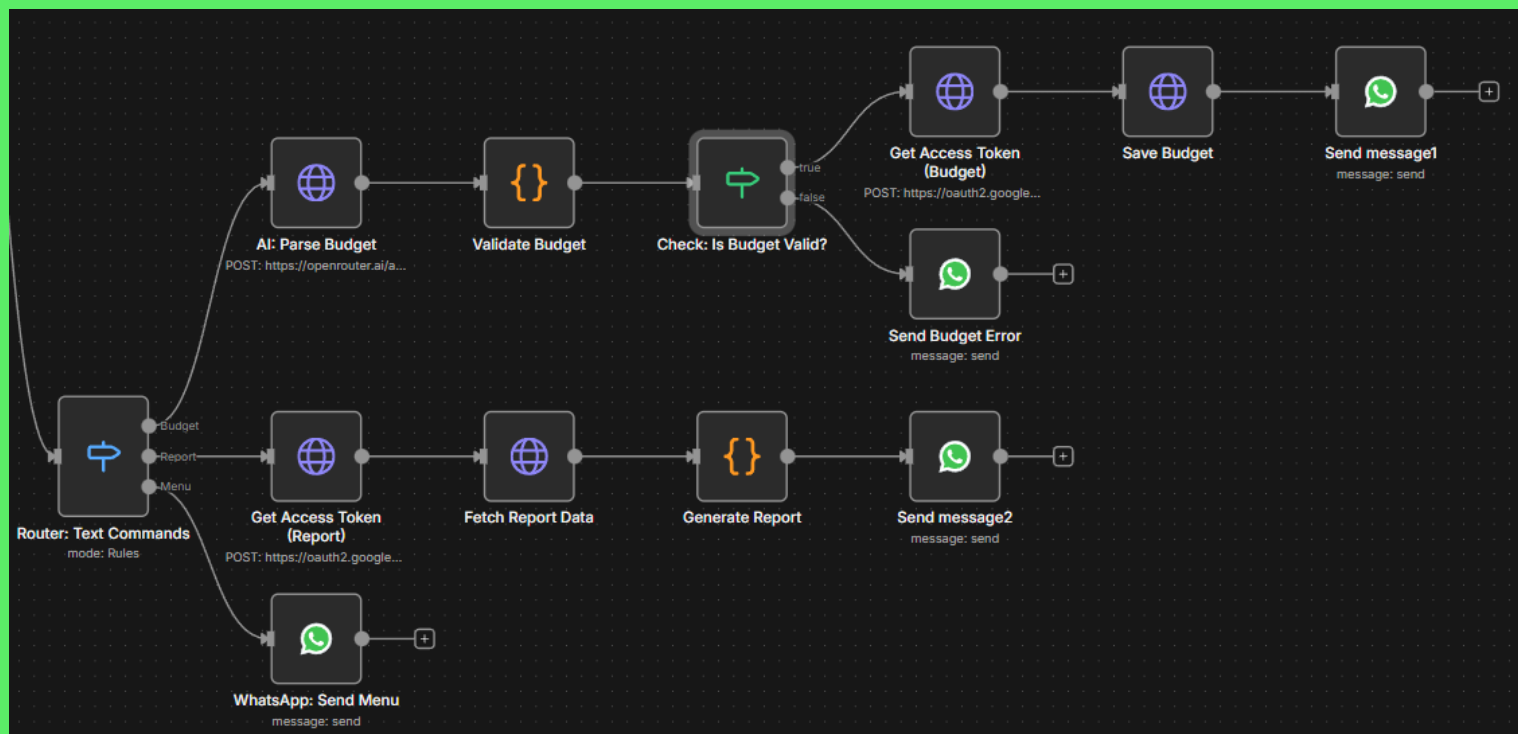 true
false
Get Access Token
(Budget)
POST: https://oauth2.google...
Save Budget
Send message1
message: send
AI: Parse Budget
POST: https://openrouter.ai/a...
Validate Budget
Check: Is Budget Valid?
Send Budget Error
message: send
Budget
Report
Menu
Router: Text Commands
mode: Rules
Get Access Token
(Report)
POST: https://oauth2.google...
Fetch Report Data
Generate Report
Send message2
message: send
WhatsApp: Send Menu
message: send